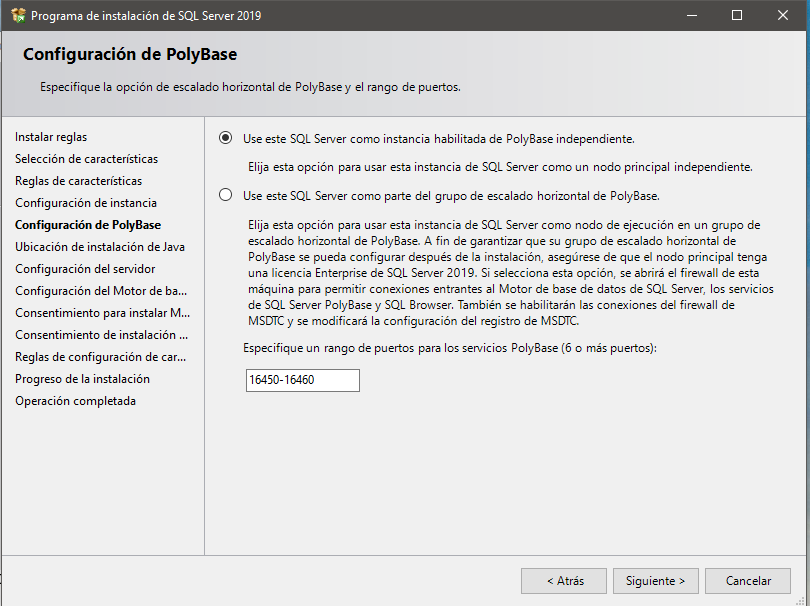 Programa de instalación de SQL Server 2019
Configuración de PolyBase
Especifique la opción de escalado horizontal de PolyBase y el rango de puertos.
Instalar reglas
Selección de características
Reglas de características
Configuración de instancia
Configuración de PolyBase
Ubicación de instalación de Java
Configuración del servidor
Configuración del Motor de ba...
Consentimiento para instalar M...
Consentimiento de instalación ...
Reglas de configuración de car...
Progreso de la instalación
Operación completada
Use este SQL Server como instancia habilitada de PolyBase independiente.
Elija esta opción para usar esta instancia de SQL Server como un nodo principal independiente.
Use este SQL Server como parte del grupo de escalado horizontal de PolyBase.
Elija esta opción para usar esta instancia de SQL Server como nodo de ejecución en un grupo de
escalado horizontal de PolyBase. A fin de garantizar que su grupo de escalado horizontal de
PolyBase se pueda configurar después de la instalación, asegúrese de que el nodo principal tenga
una licencia Enterprise de SQL Server 2019. Si selecciona esta opción, se abrirá el firewall de esta
máquina para permitir conexiones entrantes al Motor de base de datos de SQL Server, los servicios
de SQL Server PolyBase y SQL Browser. También se habilitarán las conexiones del firewall de
MSDTC y se modificará la configuración del registro de MSDTC.
Especifique un rango de puertos para los servicios PolyBase (6 o más puertos):
16450-16460
< Atrás
Siguiente >
Cancelar